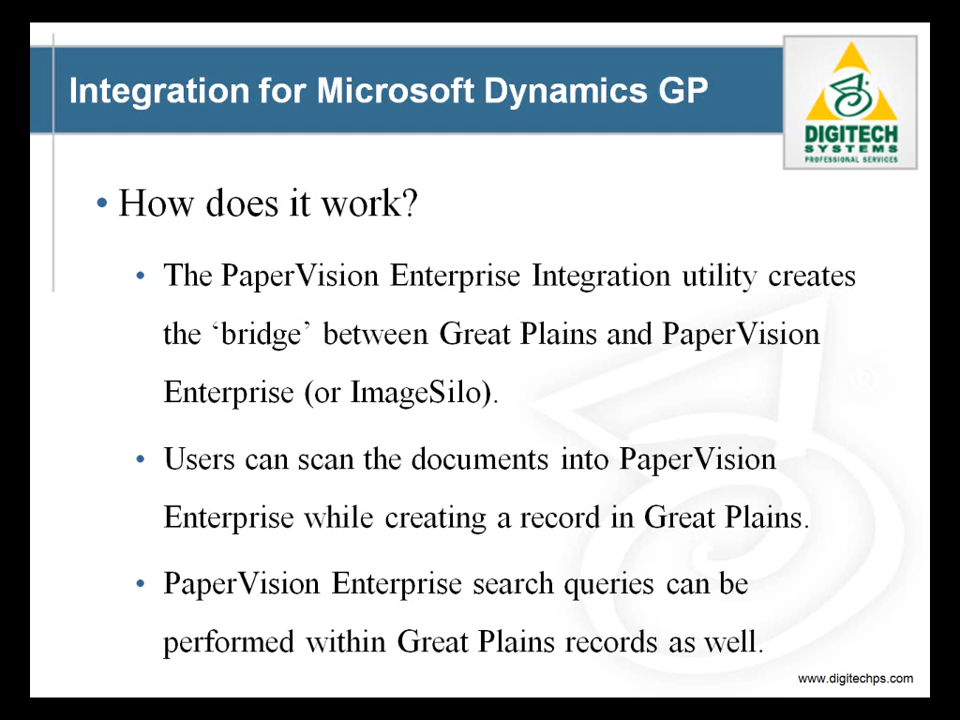 Integration for Microsoft Dynamics GP
DIGITECH
SYSTEMS
PROFESSIONAL SERVICES
• How does it work?
• The PaperVision Enterprise Integration utility creates
the ‘bridge’ between Great Plains and PaperVision
Enterprise (or ImageSilo).
• Users can scan the documents into PaperVision
Enterprise while creating a record in Great Plains.
• PaperVision Enterprise search queries can be
performed within Great Plains records as well.
www.digitechps.com